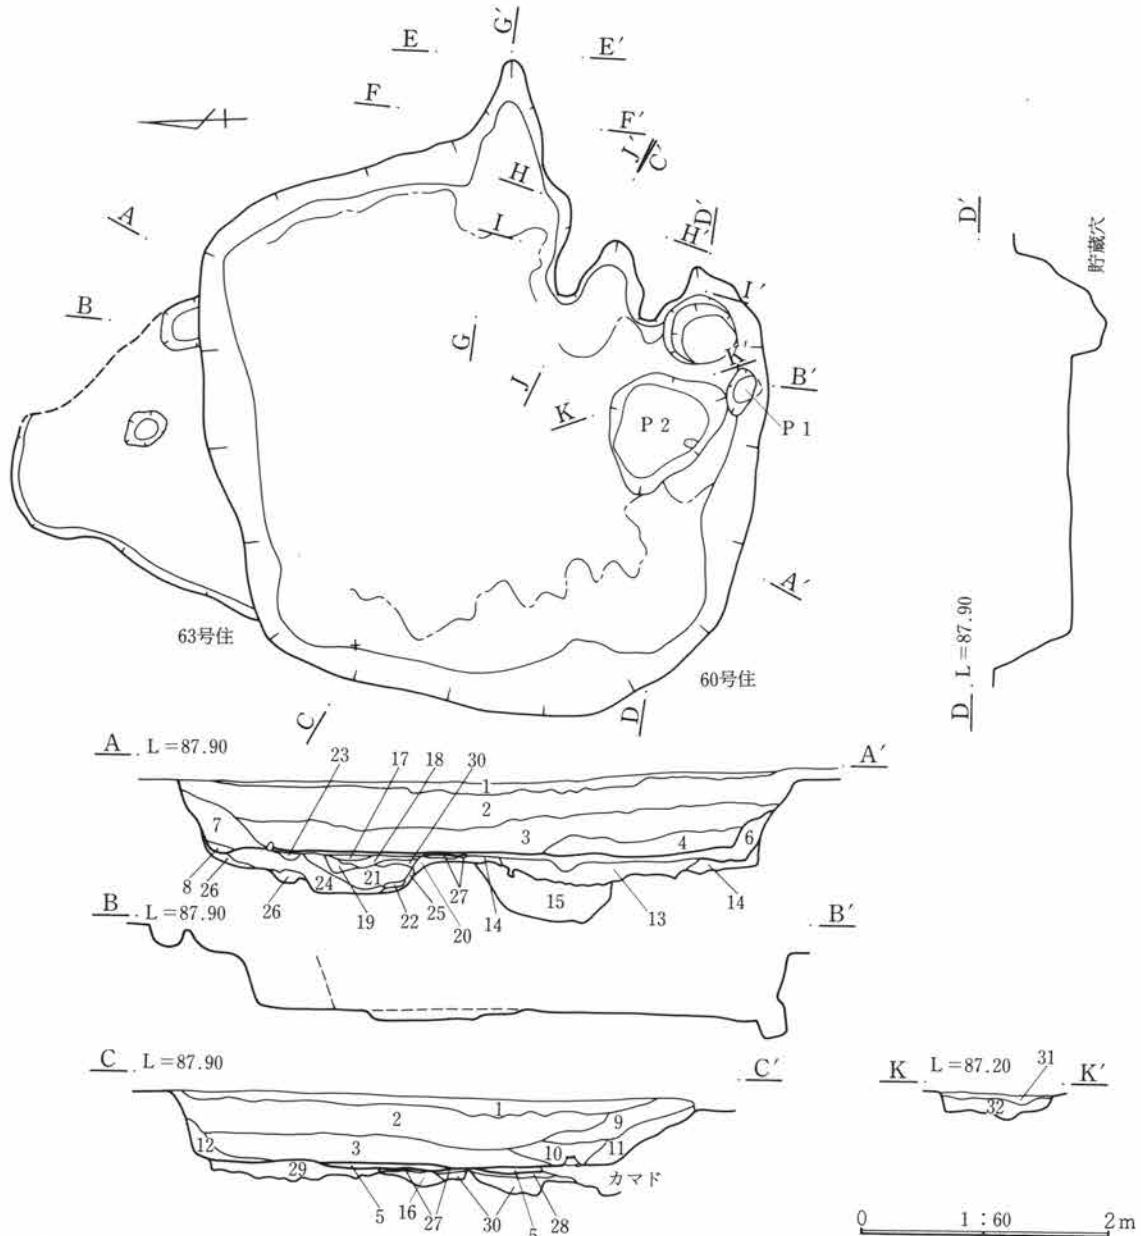 G′
E
E′
F
F′
J′
C′
H
A
I
D′
H′
D′
貯蔵穴
B
I′
G
J
K′
B′
K
P 2
P 1
A′
63号住
60号住
C
D
D L=87.90
A L=87.90
23
17
18
30
A′
1
2
7
3
4
6
8
26
26
24
21
19
22
25
20
27
14
15
13
14
B L=87.90
B′
C L=87.90
C′
K L=87.20
31
K′
1
2
9
32
12
3
10
11
29
カマド
5
16
27
30
5
28
0 1:60 2m